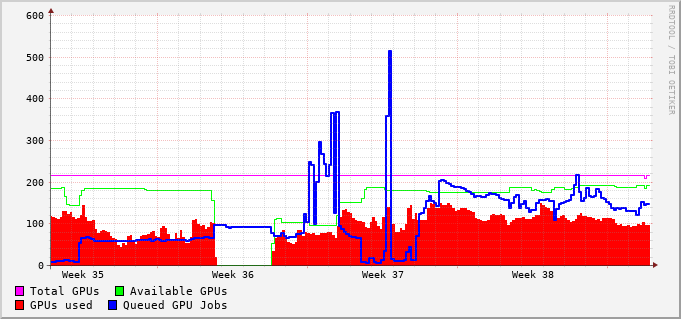 600
500
400
300
200
100
0
Week 35 Week 36 Week 37 Week 38
Total GPUs Available GPUs
GPUs used Queued GPU Jobs
RRDTOOL / TOBI OETIKER